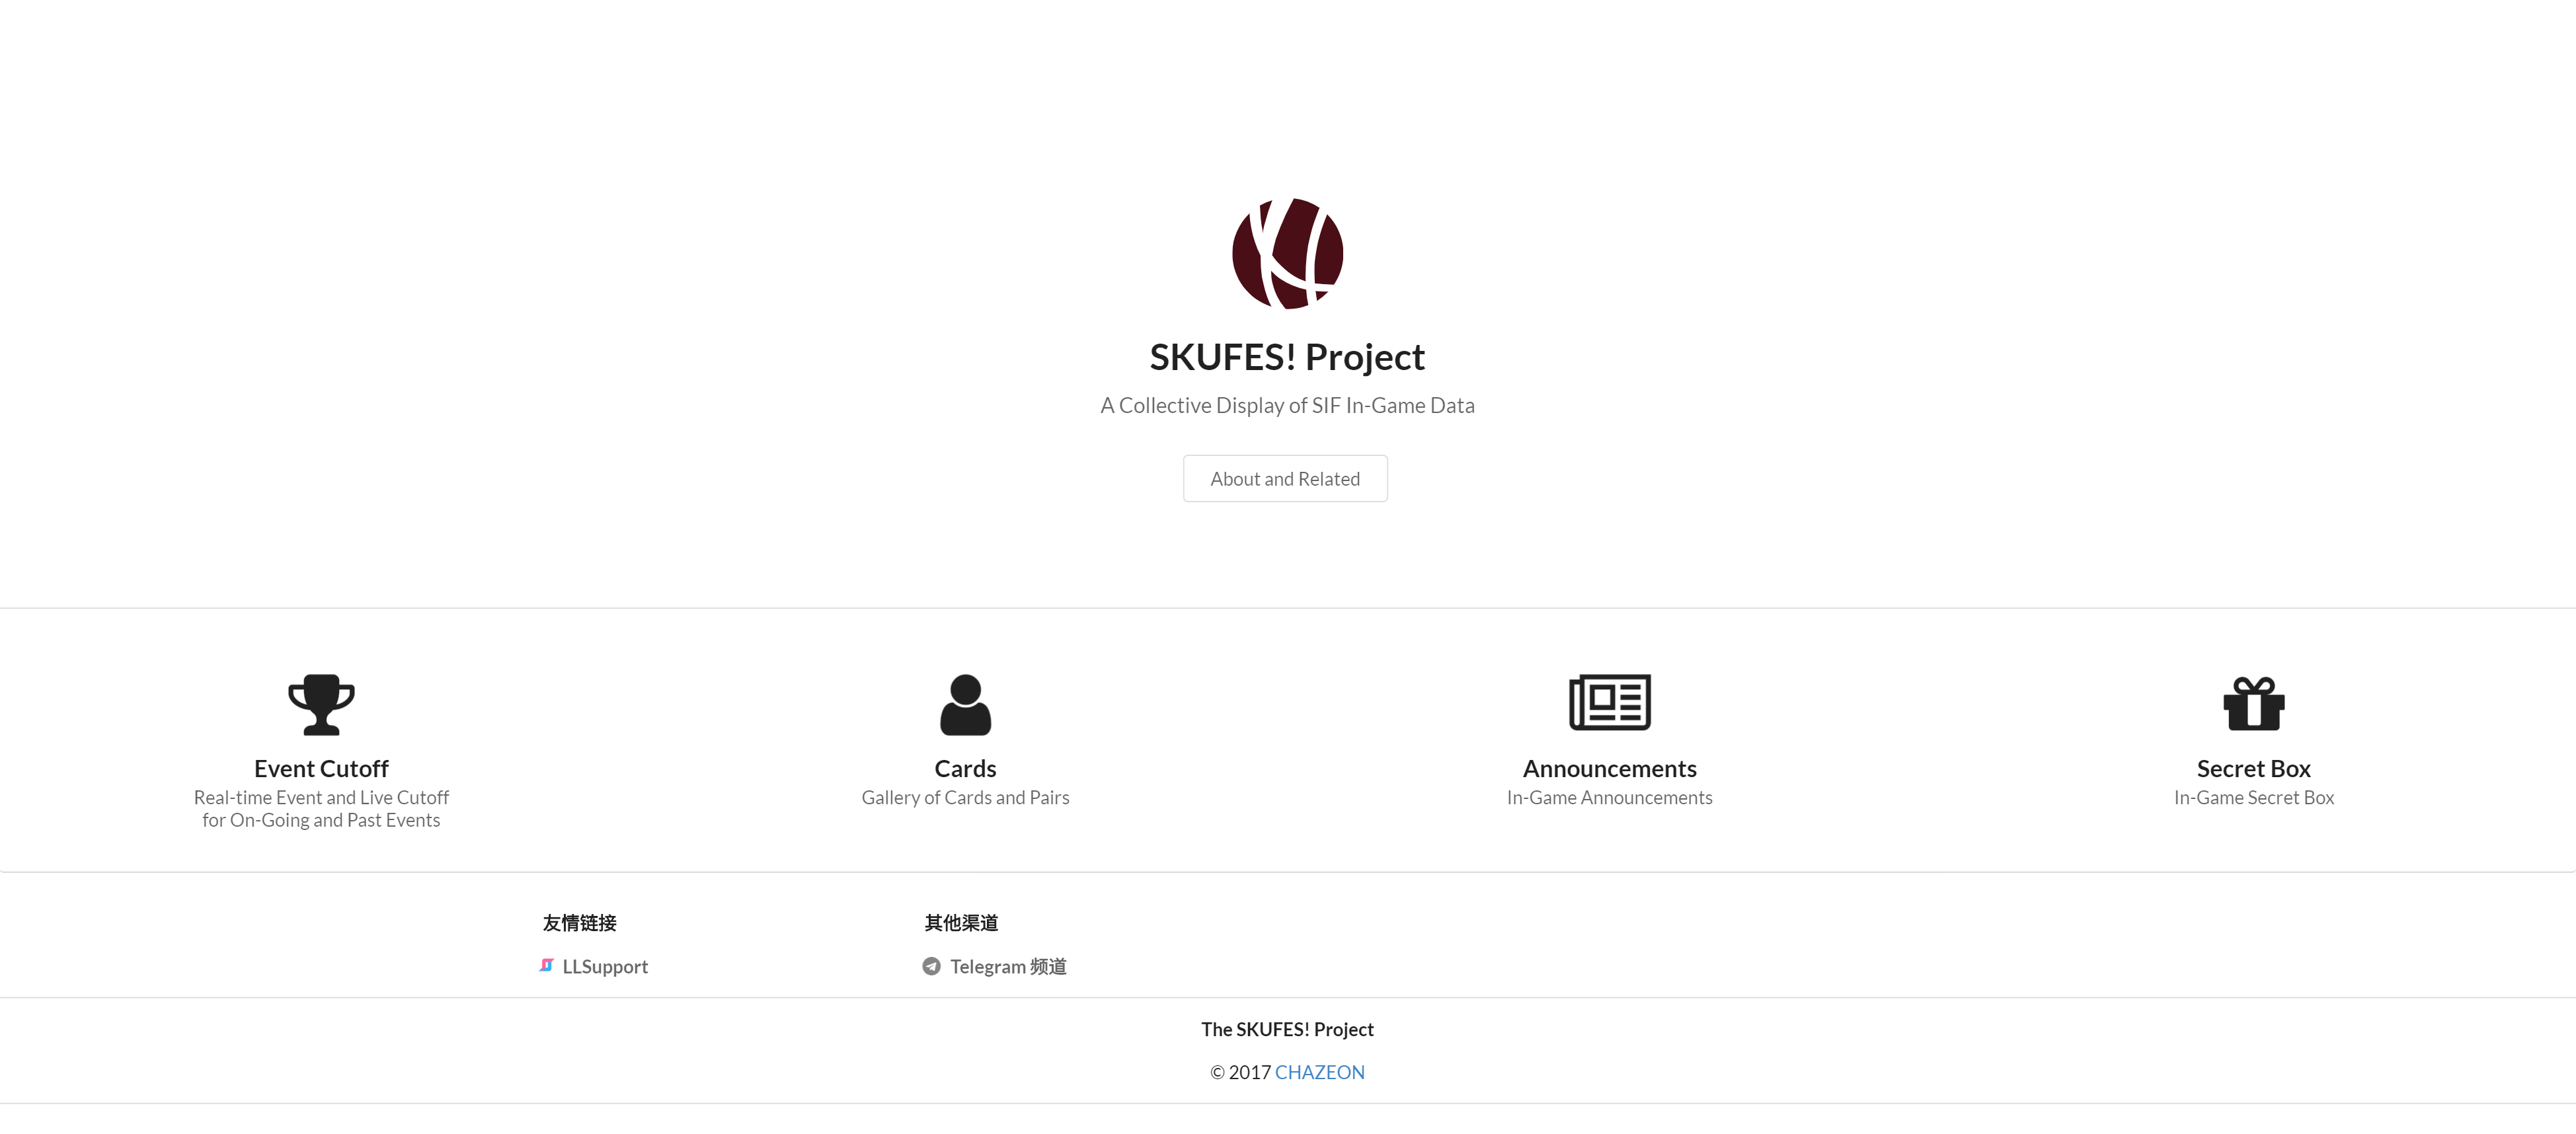 SKUFES! Project
A Collective Display of SIF In-Game Data
About and Related
Event Cutoff
Real-time Event and Live Cutoff
for On-Going and Past Events
Cards
Gallery of Cards and Pairs
Announcements
In-Game Announcements
Secret Box
In-Game Secret Box
友情链接
LLSupport
其他渠道
Telegram 频道
The SKUFES! Project
© 2017 CHAZEON